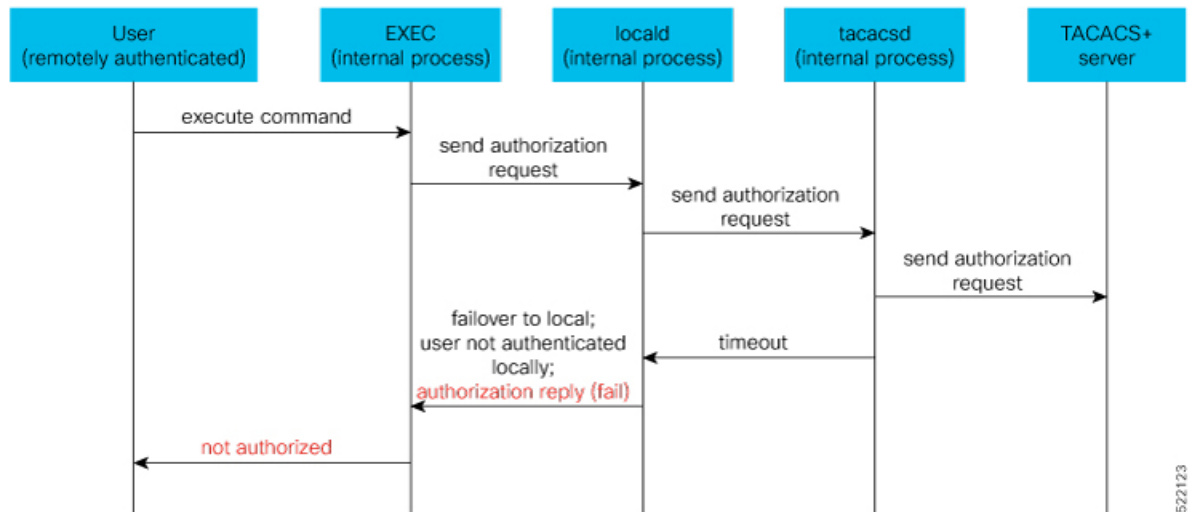 User
(remotely authenticated)
EXEC
(internal process)
locald
(internal process)
tacacsd
(internal process)
TACACS+
server
execute command
send authorization
request
send authorization
request
send authorization
request
timeout
failover to local;
user not authenticated
locally;
authorization reply (fail)
not authorized
522123